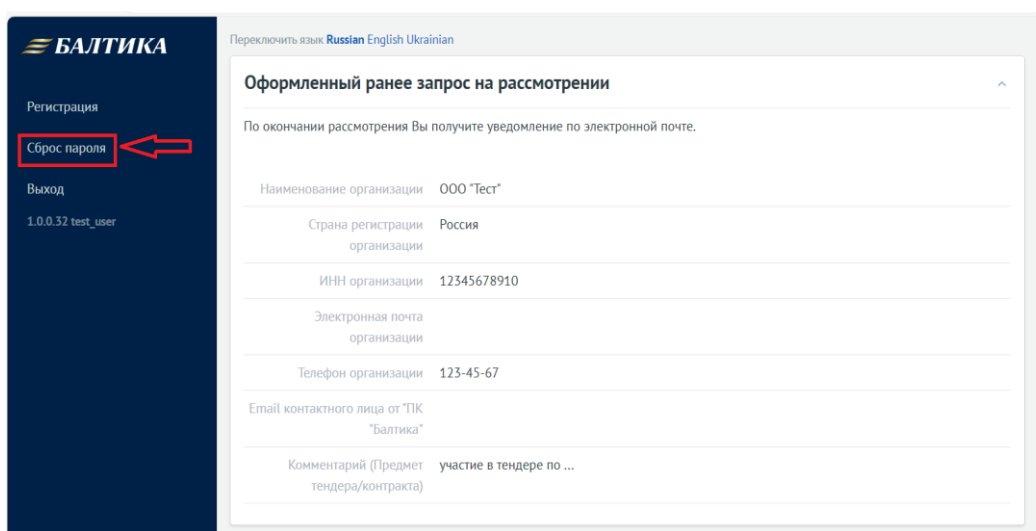 БАЛТИКА
Регистрация
Сброс пароля
Выход
1.0.0.32 test_user
Переключить язык Russian English Ukrainian
Оформленный ранее запрос на рассмотрении
По окончании рассмотрения Вы получите уведомление по электронной почте.
Наименование организации ООО "Тест"
Страна регистрации Россия
организации
ИНН организации 12345678910
Электронная почта
организации
Телефон организации 123-45-67
Email контактного лица от "ПК
"Балтика"
Комментарий (Предмет участие в тендере по ...
тендера/контракта)